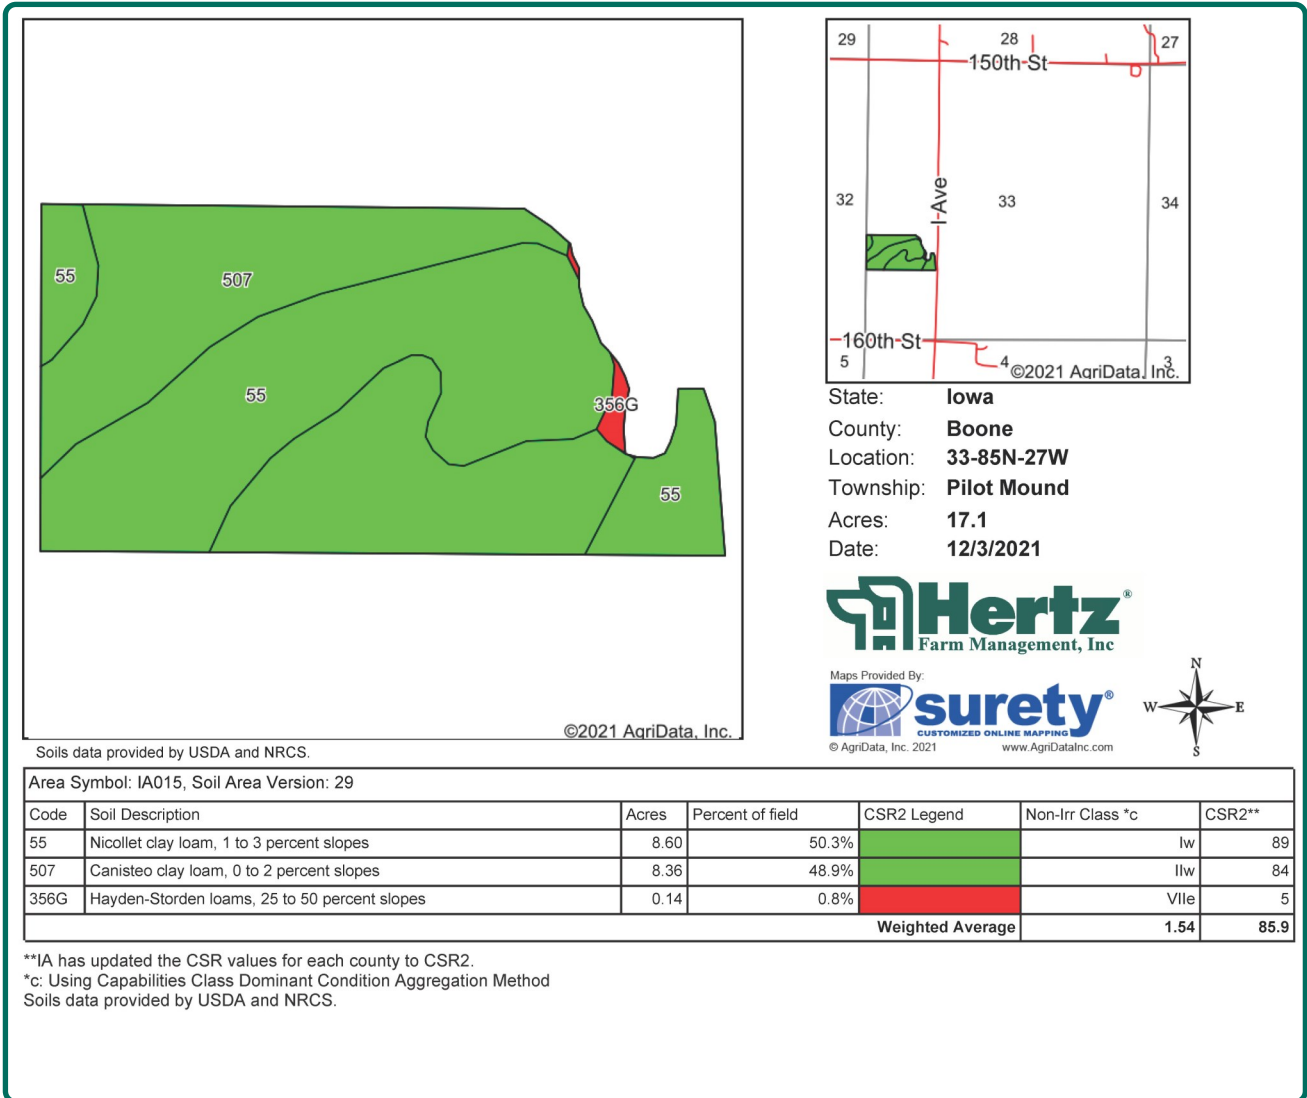 55
507
55
356G
55
©2021 AgriData, Inc.
Soils data provided by USDA and NRCS.
29
28
27
150th St
32
I Ave
33
34
160th St
5
4
3
©2021 AgriData, Inc.
State: Iowa
County: Boone
Location: 33-85N-27W
Township: Pilot Mound
Acres: 17.1
Date: 12/3/2021
Hertz®
Farm Management, Inc
Maps Provided By:
surety®
CUSTOMIZED ONLINE MAPPING
© AgriData, Inc. 2021 www.AgriDataInc.com
N
W E
S
Area Symbol: IA015, Soil Area Version: 29
Code Soil Description Acres Percent of field CSR2 Legend Non-Irr Class *c CSR2**
55 Nicollet clay loam, 1 to 3 percent slopes 8.60 50.3% Iw 89
507 Canisteo clay loam, 0 to 2 percent slopes 8.36 48.9% IIw 84
356G Hayden-Storden loams, 25 to 50 percent slopes 0.14 0.8% VIIe 5
Weighted Average 1.54 85.9
**IA has updated the CSR values for each county to CSR2.
*c: Using Capabilities Class Dominant Condition Aggregation Method
Soils data provided by USDA and NRCS.